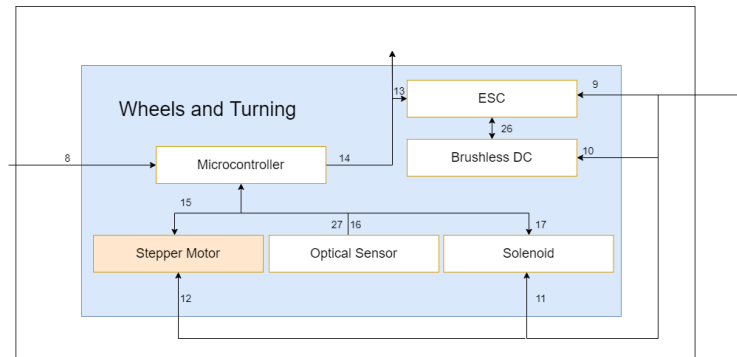 13
ESC
9
Wheels and Turning
26
8
Microcontroller
14
Brushless DC
10
15
27 16
17
Stepper Motor
Optical Sensor
Solenoid
12
11